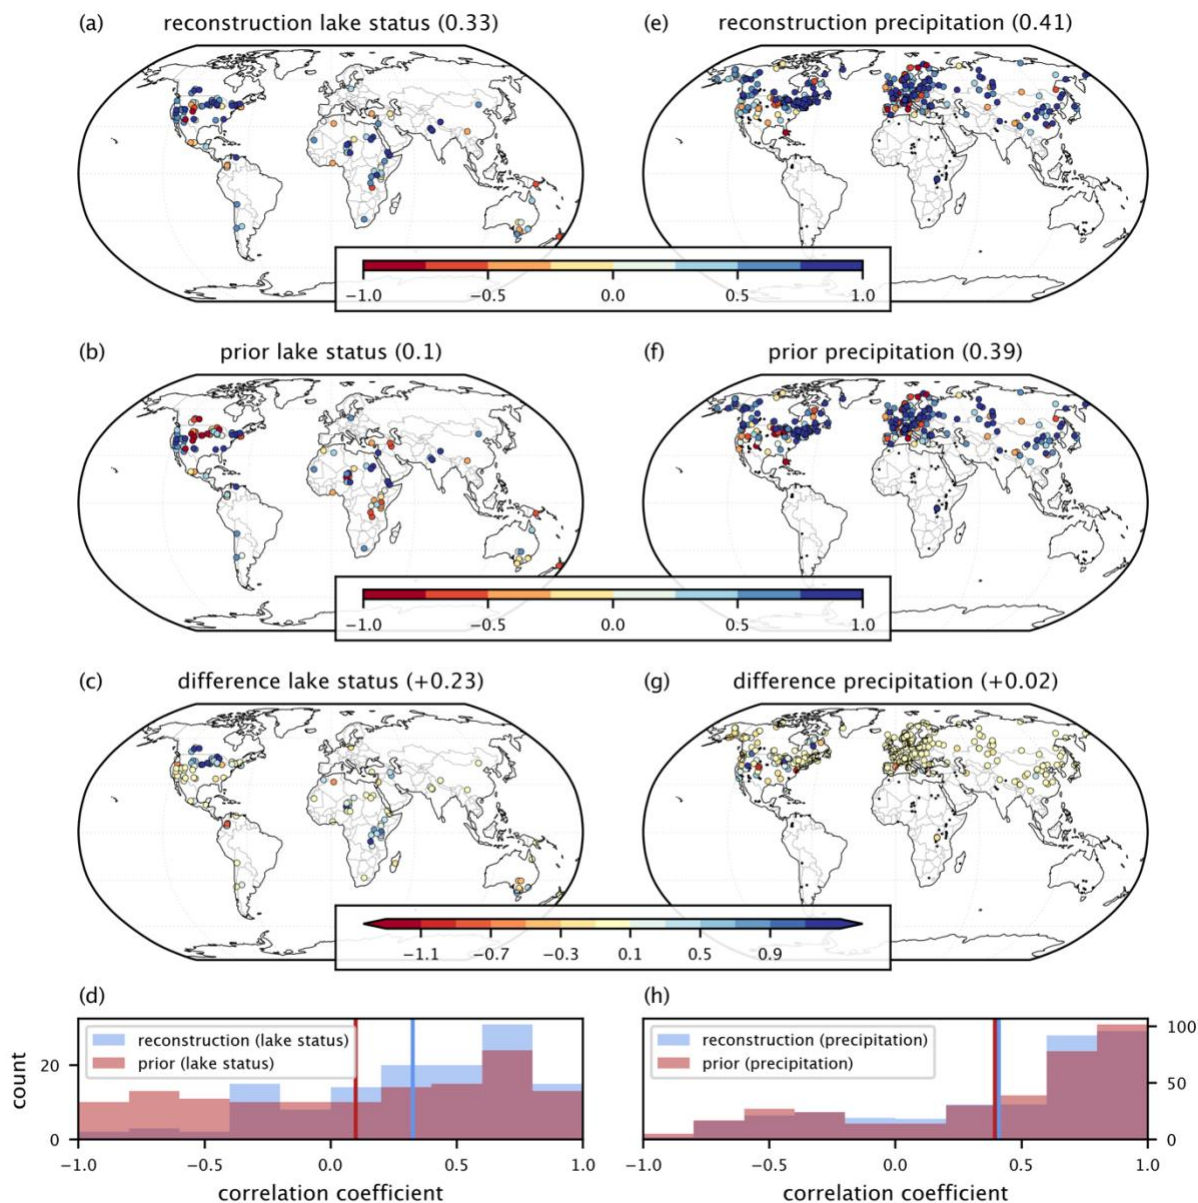 (a)
reconstruction lake status (0.33)
(e)
reconstruction precipitation (0.41)
−1.0 −0.5 0.0 0.5 1.0
(b)
prior lake status (0.1)
(f)
prior precipitation (0.39)
−1.0 −0.5 0.0 0.5 1.0
(c)
difference lake status (+0.23)
(g)
difference precipitation (+0.02)
−1.1 −0.7 −0.3 0.1 0.5 0.9
(d)
reconstruction (lake status)
prior (lake status)
count
20
0
−1.0 −0.5 0.0 0.5 1.0
correlation coefficient
(h)
reconstruction (precipitation)
prior (precipitation)
100
50
0
−1.0 −0.5 0.0 0.5 1.0
correlation coefficient